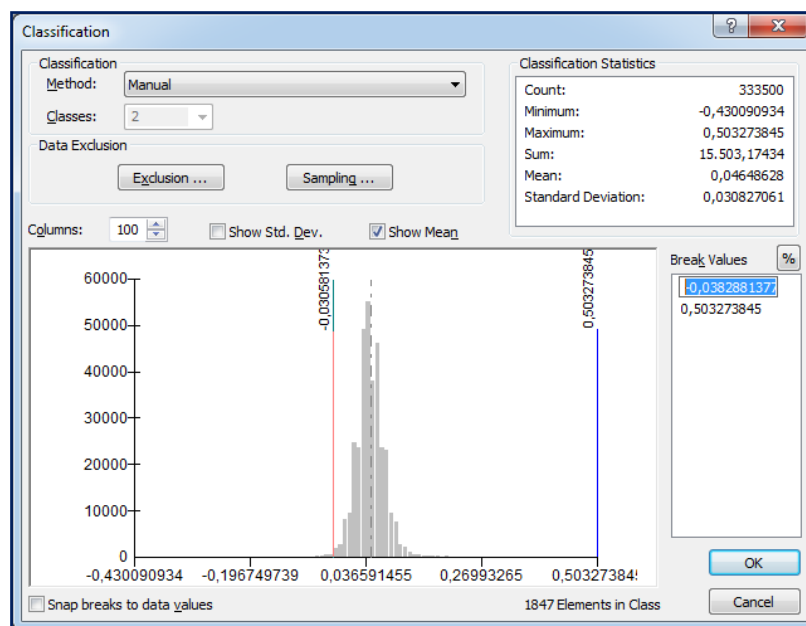 Classification
Classification
Method: Manual
Classes: 2
Data Exclusion
Exclusion ...
Sampling ...
Classification Statistics
Count: 333500
Minimum: -0,430090934
Maximum: 0,503273845
Sum: 15.503,17434
Mean: 0,04648628
Standard Deviation: 0,030827061
Columns: 100
Show Std. Dev.
Show Mean
Break Values %
-0,0382881377
0,503273845
-0,030581373
0,503273845
60000
50000
40000
30000
20000
10000
0
-0,430090934 -0,196749739 0,036591455 0,26993265 0,503273845
OK
Snap breaks to data values
1847 Elements in Class
Cancel